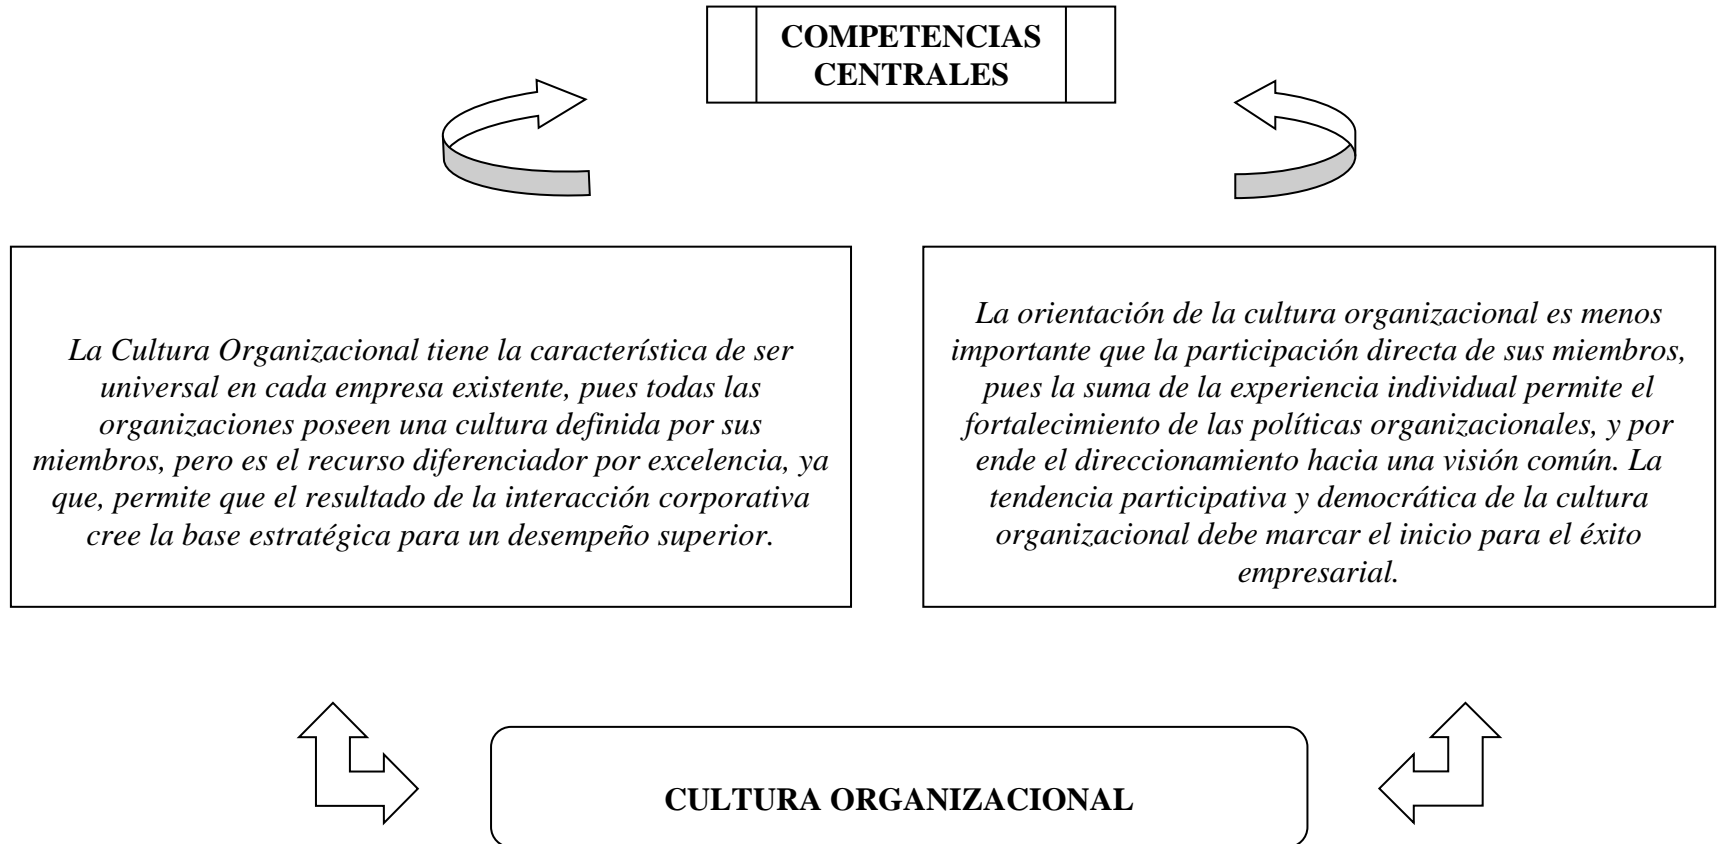 COMPETENCIAS
CENTRALES
La Cultura Organizacional tiene la característica de ser
universal en cada empresa existente, pues todas las
organizaciones poseen una cultura definida por sus
miembros, pero es el recurso diferenciador por excelencia, ya
que, permite que el resultado de la interacción corporativa
cree la base estratégica para un desempeño superior.
La orientación de la cultura organizacional es menos
importante que la participación directa de sus miembros,
pues la suma de la experiencia individual permite el
fortalecimiento de las políticas organizacionales, y por
ende el direccionamiento hacia una visión común. La
tendencia participativa y democrática de la cultura
organizacional debe marcar el inicio para el éxito
empresarial.
CULTURA ORGANIZACIONAL